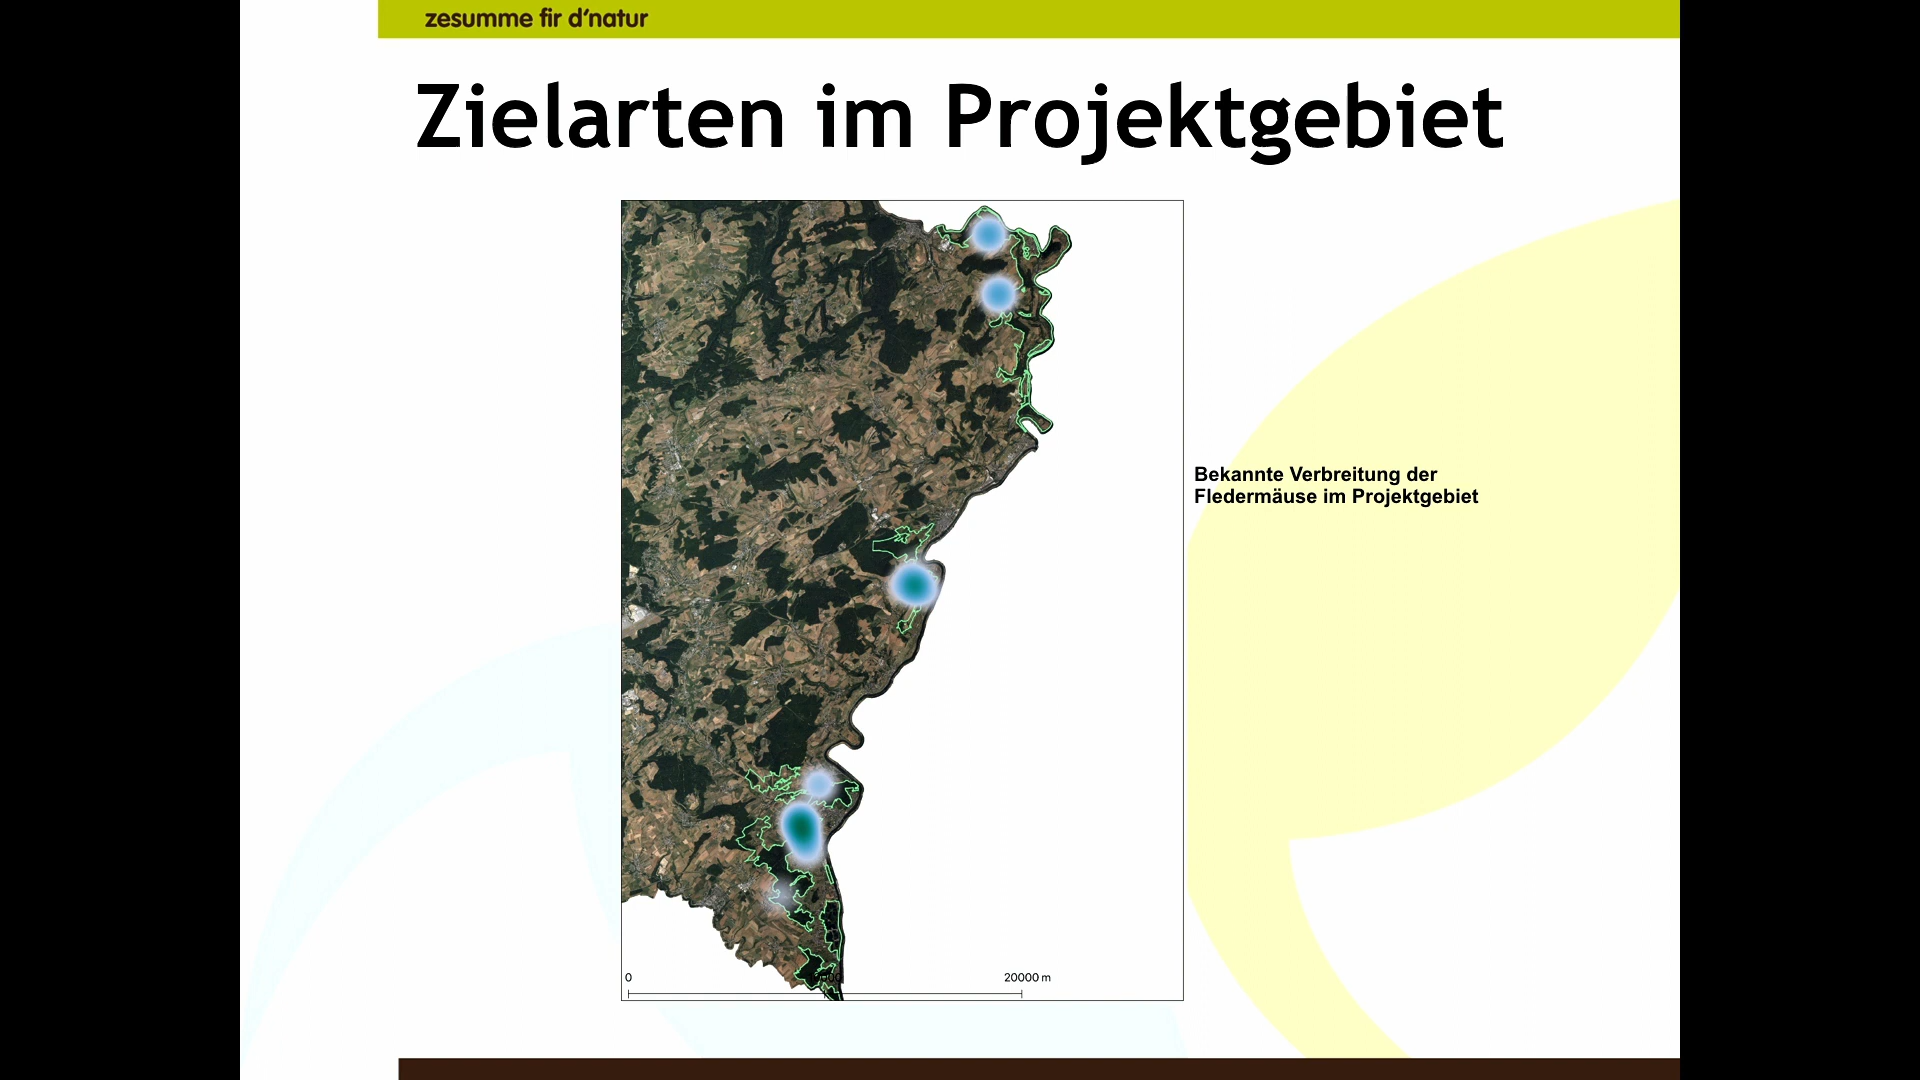 zesumme fir d'natur
Zielarten im Projektgebiet
Bekannte Verbreitung der
Fledermäuse im Projektgebiet
0
20000 m